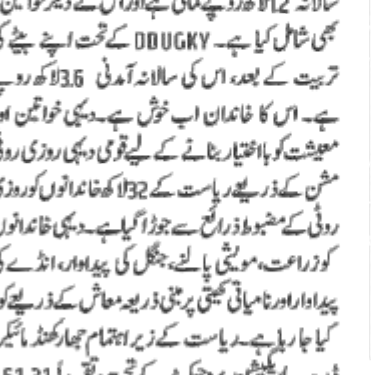 سالانہ 1.2 لاکھ روپے کماتی ہے اور اس نے دیگر خواتین
بھی شامل کیا ہے۔ DDUGKY کے تحت اپنے بیٹے
تربیت کے بعد، اس کی سالانہ آمدنی 3.6 لاکھ روپے
ہے۔ اس کا خاندان اب خوش ہے۔ دیہی خواتین
معیشت کو بااختیار بنانے کے لیے قومی دیہی روزی روٹی
مشن کے ذریعے ریاست کے 32 لاکھ خاندانوں کو روزی
روٹی کے مضبوط ذرائع سے جوڑا گیا ہے۔ دیہی خاندانوں
کو زراعت، مویشی پالنے، جنگل کی پیداوار، انڈے کی
پیداوار اور نامیاتی کھیتی پر مبنی ذریعہ معاش کے ذریعے
کیا جا رہا ہے۔ ریاست کے زیر اہتمام جھارکھنڈ مائیکرو